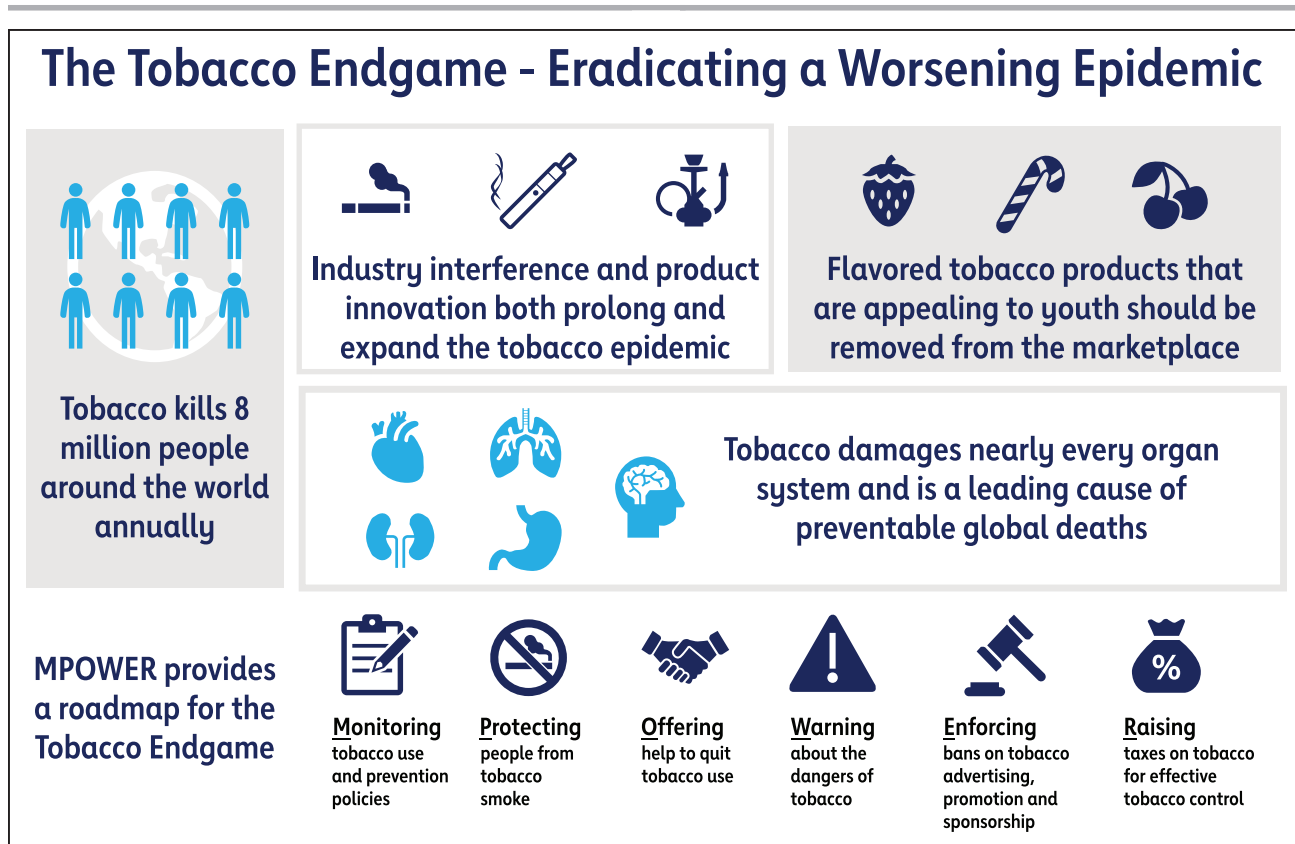 The Tobacco Endgame - Eradicating a Worsening Epidemic
Tobacco kills 8
million people
around the world
annually
Industry interference and product
innovation both prolong and
expand the tobacco epidemic
Flavored tobacco products that
are appealing to youth should be
removed from the marketplace
Tobacco damages nearly every organ
system and is a leading cause of
preventable global deaths
MPOWER provides
a roadmap for the
Tobacco Endgame
Monitoring
tobacco use
and prevention
policies
Protecting
people from
tobacco
smoke
Offering
help to quit
tobacco use
Warning
about the
dangers of
tobacco
Enforcing
bans on tobacco
advertising,
promotion and
sponsorship
%
Raising
taxes on tobacco
for effective
tobacco control